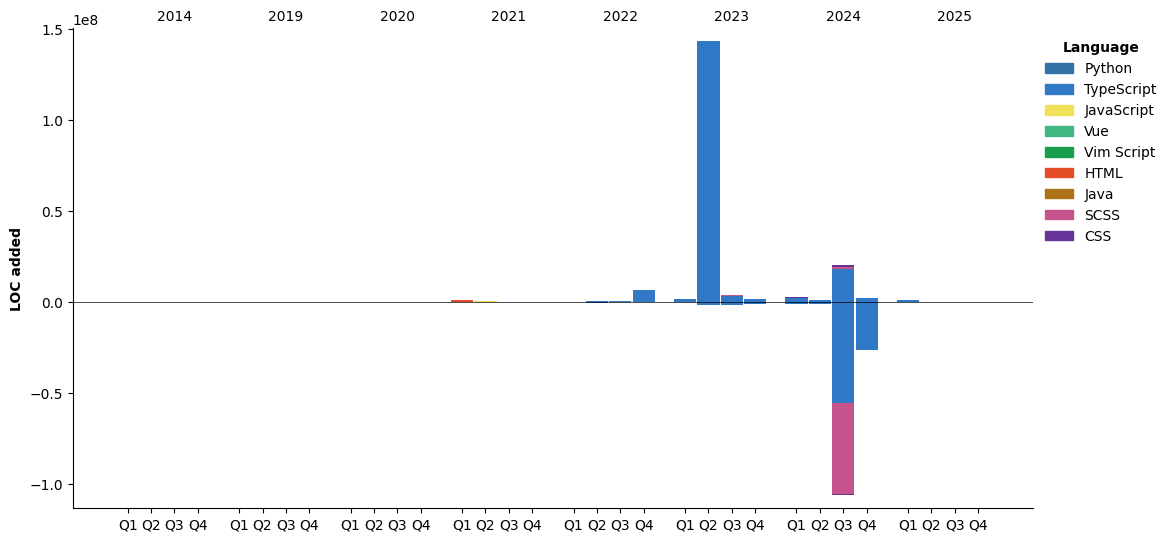 2014 2019 2020 2021 2022 2023 2024 2025
1e8
1.5
1.0
0.5
0.0
−0.5
−1.0
LOC added
Q1 Q2 Q3 Q4 Q1 Q2 Q3 Q4 Q1 Q2 Q3 Q4 Q1 Q2 Q3 Q4 Q1 Q2 Q3 Q4 Q1 Q2 Q3 Q4 Q1 Q2 Q3 Q4 Q1 Q2 Q3 Q4
Language
Python
TypeScript
JavaScript
Vue
Vim Script
HTML
Java
SCSS
CSS